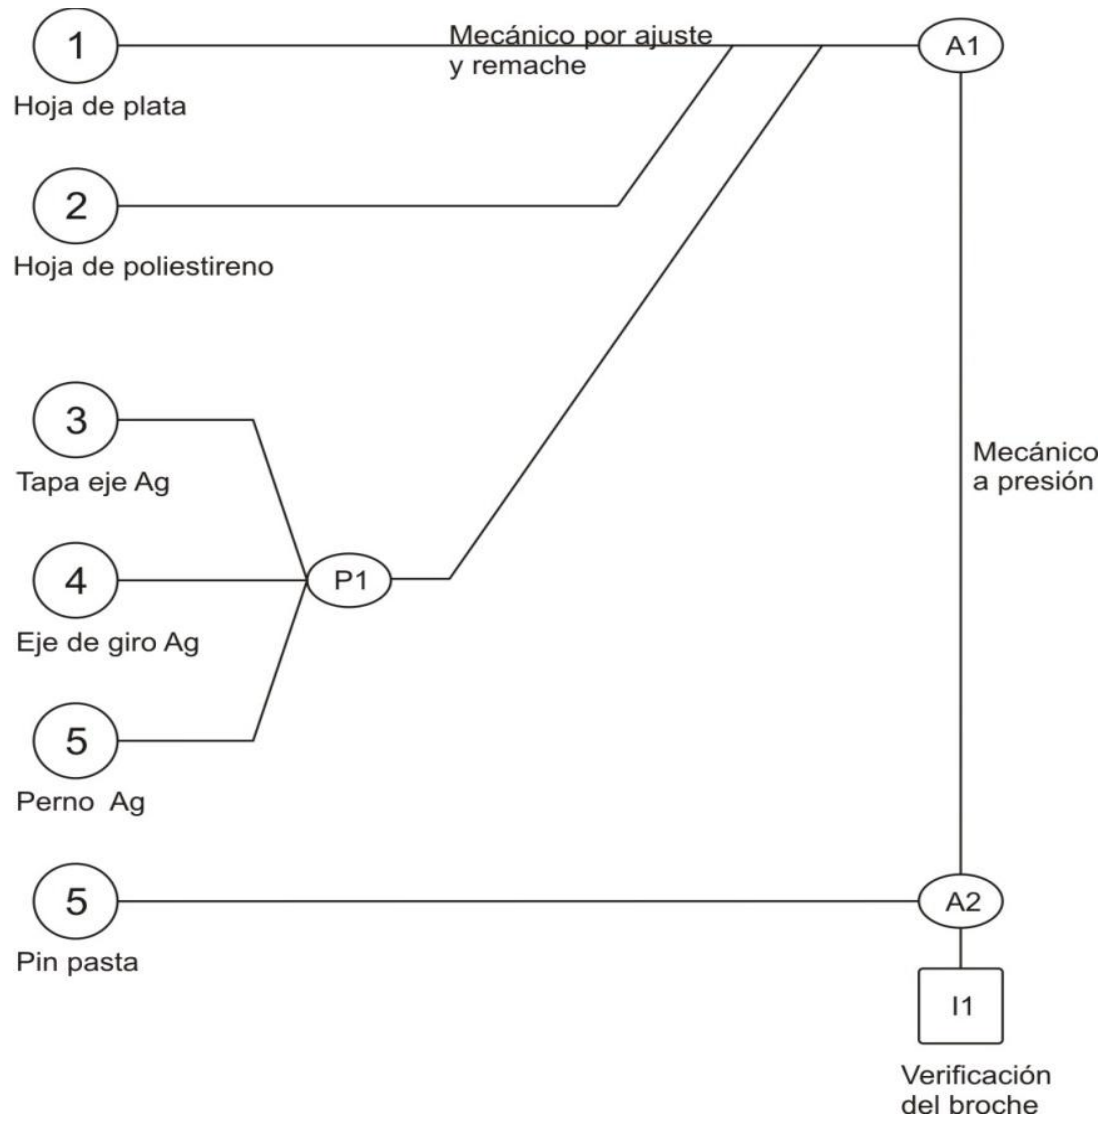 1
Mecánico por ajuste
y remache
A1
Hoja de plata
2
Hoja de poliestireno
3
Tapa eje Ag
Mecánico
a presión
4
P1
Eje de giro Ag
5
Perno Ag
5
A2
Pin pasta
I1
Verificación
del broche